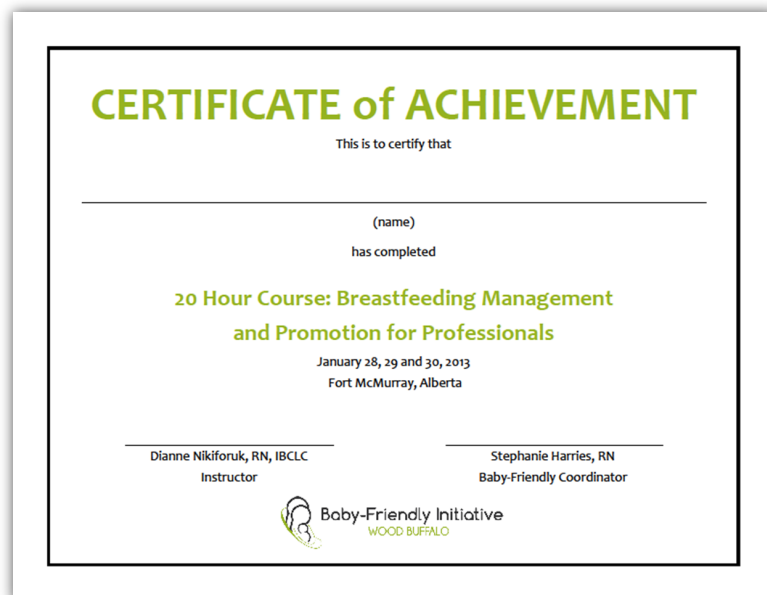 CERTIFICATE of ACHIEVEMENT
This is to certify that
(name)
has completed
20 Hour Course: Breastfeeding Management
and Promotion for Professionals
January 28, 29 and 30, 2013
Fort McMurray, Alberta
Dianne Nikiforuk, RN, IBCLC
Instructor
Stephanie Harries, RN
Baby-Friendly Coordinator
Baby-Friendly Initiative
WOOD BUFFALO